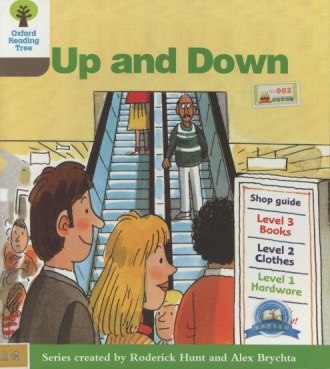 Oxford
Reading
Tree
Up and Down
002
Shop guide
Level 3
Books
Level 2
Clothes
Level 1
Hardware
Series created by Roderick Hunt and Alex Brychta